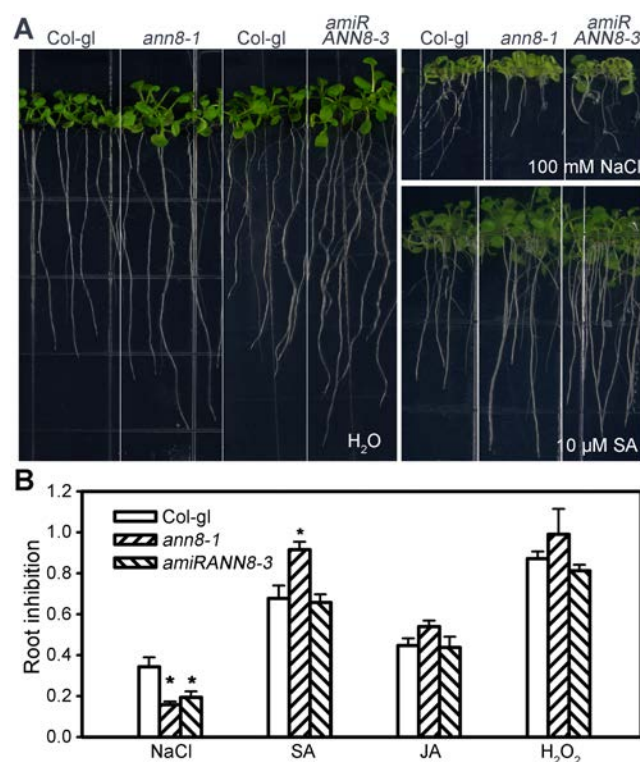 A
Col-gl ann8-1 Col-gl amiR ANN8-3
Col-gl ann8-1 amiR ANN8-3
100 mM NaCl
H₂O
10 µM SA
B
1.2
1.0
0.8
0.6
0.4
0.2
0.0
Root inhibition
Col-gl
ann8-1
amiRANN8-3
* * *
NaCl SA JA H₂O₂